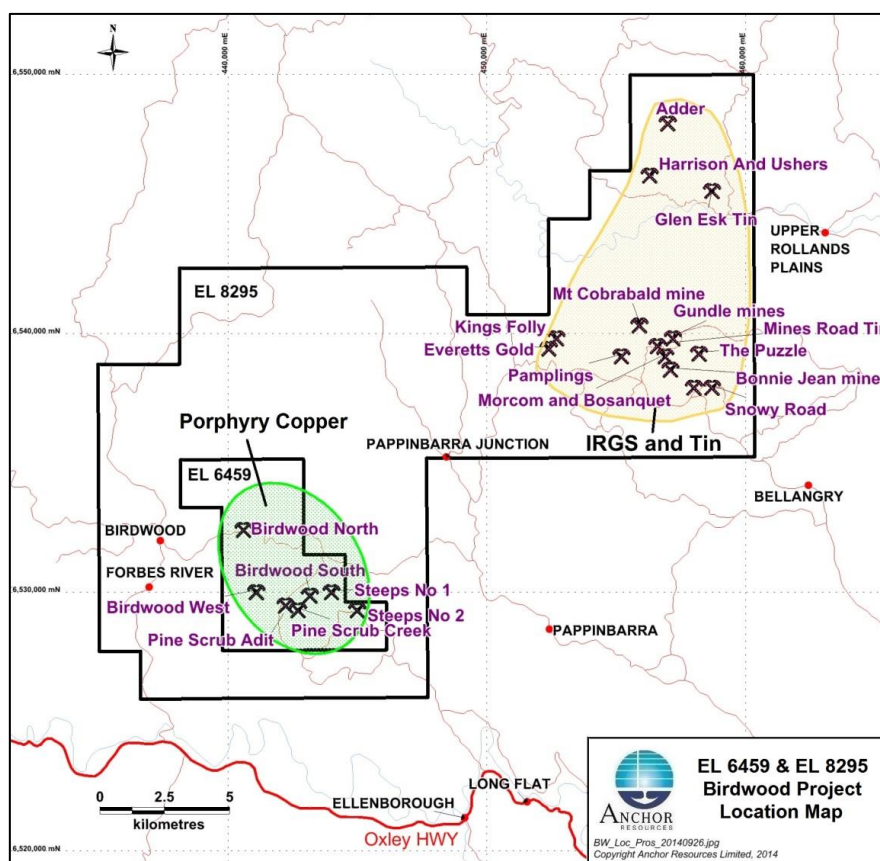 N
440,000 mE
450,000 mE
460,000 mE
6,550,000 mN
Adder
Harrison And Ushers
Glen Esk Tin
UPPER
ROLLANDS
PLAINS
EL 8295
Mt Cobrabald mine
Gundle mines
6,540,000 mN
Kings Folly
Mines Road Tin
Everetts Gold
The Puzzle
Pamplings
Bonnie Jean mine
Morcom and Bosanquet
Snowy Road
Porphyry Copper
PAPPINBARRA JUNCTION
IRGS and Tin
EL 6459
BELLANGRY
BIRDWOOD
Birdwood North
FORBES RIVER
Birdwood South
6,530,000 mN
Steeps No 1
Birdwood West
Steeps No 2
Pine Scrub Creek
Pine Scrub Adit
PAPPINBARRA
0 2.5 5
kilometres
ELLENBOROUGH
LONG FLAT
Oxley HWY
6,520,000 mN
ANCHOR
RESOURCES
EL 6459 & EL 8295
Birdwood Project
Location Map
BW_Loc_Pros_20140926.jpg
Copyright Anchor Resources Limited, 2014